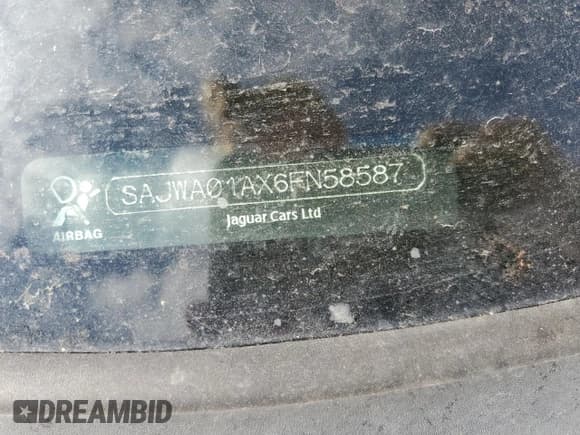 SAJWA01AX6FN58587
AIRBAG
Jaguar Cars Ltd
DREAMBID